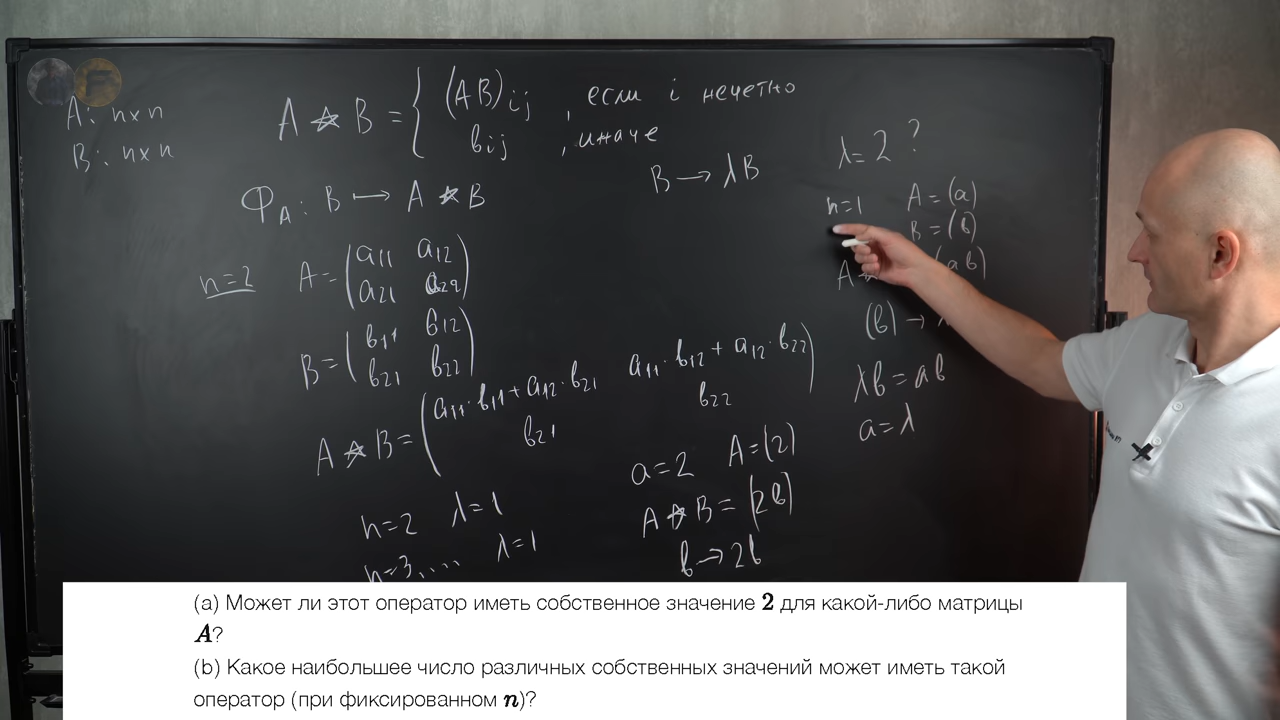 A: n×n
B: n×n
A ☆ B = { (AB)ij , если i нечетно
bij , иначе
Φ_A : B ↦ A ☆ B
B → λB
λ=2 ?
n=1 A = (a)
B = (b)
ab)
(b) →
λb = ab
a = λ
n=2 A = (a11 a12
a21 a22)
B = (b11 b12
b21 b22)
A ☆ B = (a11·b11 + a12·b21 a11·b12 + a12·b22
b21 b22)
a=2 A=(2)
A ☆ B = (2b)
b → 2b
n=2 λ=1
n=3,.... λ=1
(a) Может ли этот оператор иметь собственное значение 2 для какой-либо матрицы
A?
(b) Какое наибольшее число различных собственных значений может иметь такой
оператор (при фиксированном n)?